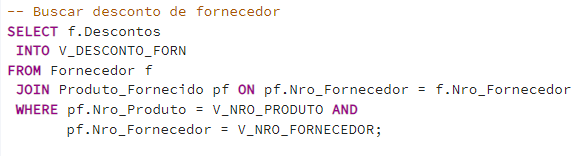 -- Buscar desconto de fornecedor
SELECT f.Descontos
INTO V_DESCONTO_FORN
FROM Fornecedor f
JOIN Produto_Fornecido pf ON pf.Nro_Fornecedor = f.Nro_Fornecedor
WHERE pf.Nro_Produto = V_NRO_PRODUTO AND
pf.Nro_Fornecedor = V_NRO_FORNECEDOR;